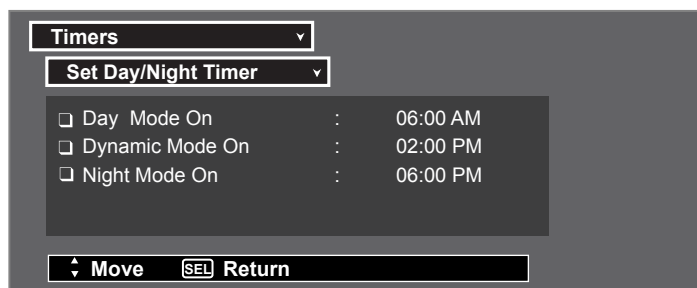 Timers
Set Day/Night Timer
Day Mode On : 06:00 AM
Dynamic Mode On : 02:00 PM
Night Mode On : 06:00 PM
Move SEL Return